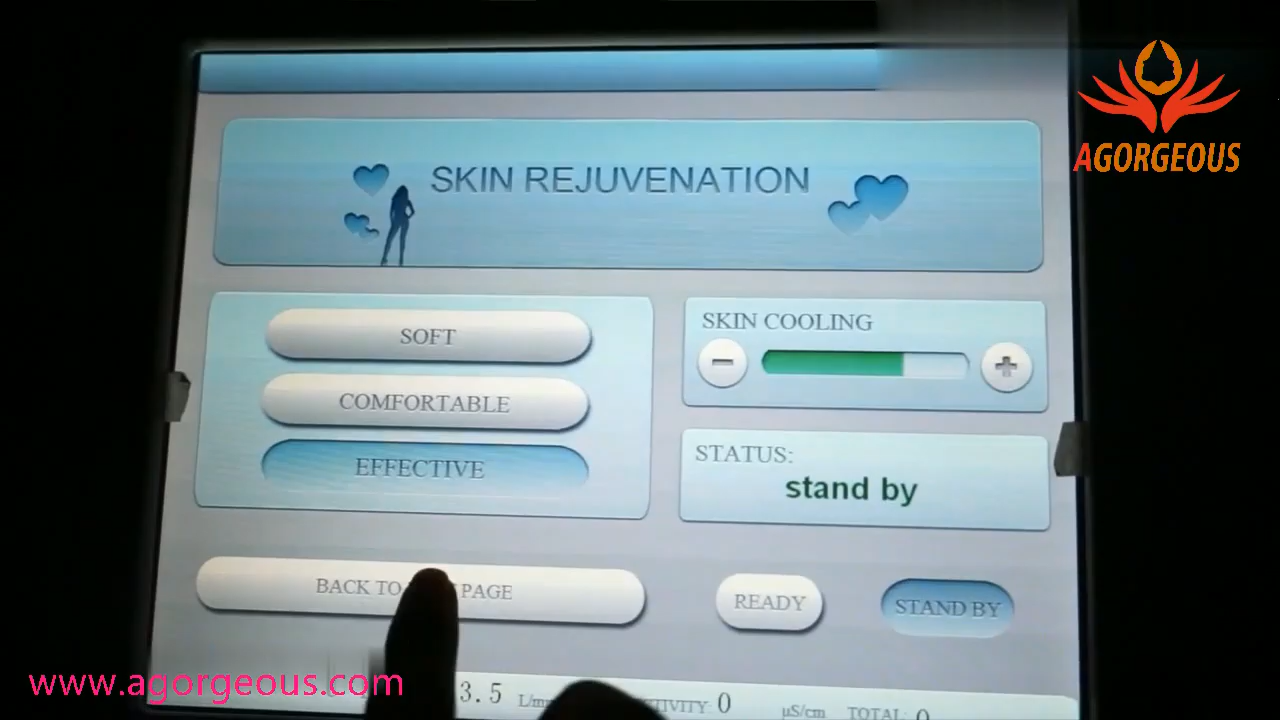 AGORGEOUS
SKIN REJUVENATION
SOFT
COMFORTABLE
EFFECTIVE
SKIN COOLING
STATUS:
stand by
BACK TO PAGE
READY
STAND BY
www.agorgeous.com
3.5 0 μS/cm TOTAL: 0